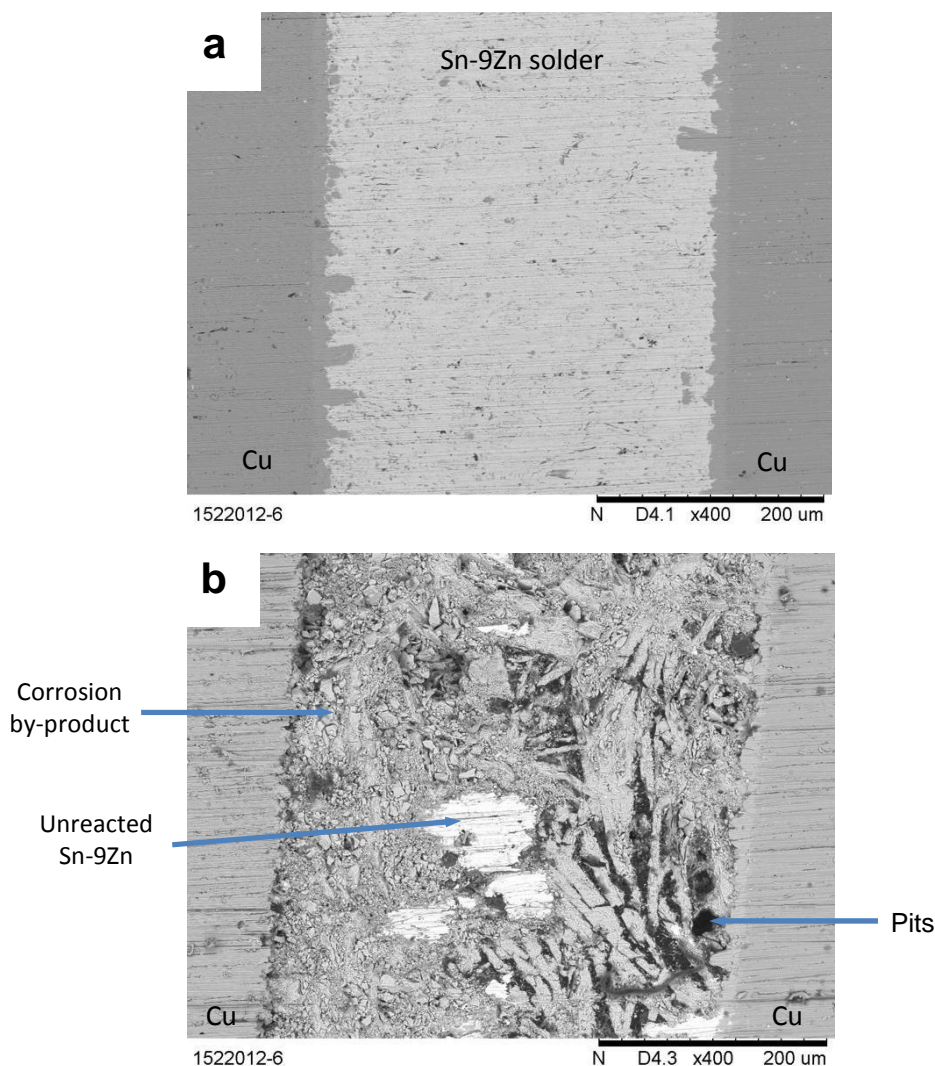 a
Sn-9Zn solder
Cu
Cu
1522012-6
N D4.1 x400 200 um
b
Corrosion
by-product
Unreacted
Sn-9Zn
Pits
Cu
Cu
1522012-6
N D4.3 x400 200 um